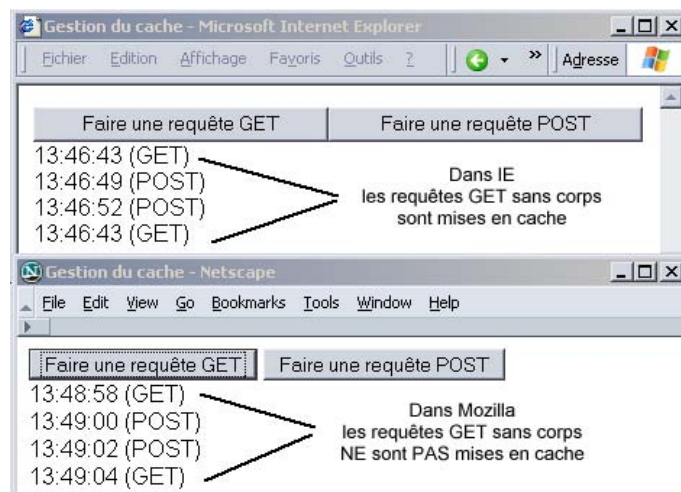 Gestion du cache - Microsoft Internet Explorer
Fichier Edition Affichage Favoris Outils ? » Adresse
Faire une requête GET Faire une requête POST
13:46:43 (GET)
13:46:49 (POST)
13:46:52 (POST)
13:46:43 (GET)
Dans IE
les requêtes GET sans corps
sont mises en cache
Gestion du cache - Netscape
File Edit View Go Bookmarks Tools Window Help
Faire une requête GET Faire une requête POST
13:48:58 (GET)
13:49:00 (POST)
13:49:02 (POST)
13:49:04 (GET)
Dans Mozilla
les requêtes GET sans corps
NE sont PAS mises en cache